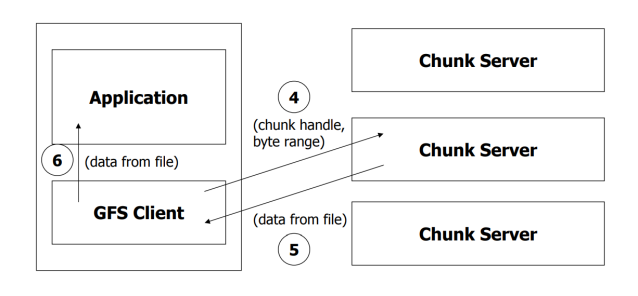 Chunk Server
Application
4
(chunk handle,
byte range)
Chunk Server
6
(data from file)
GFS Client
(data from file)
5
Chunk Server